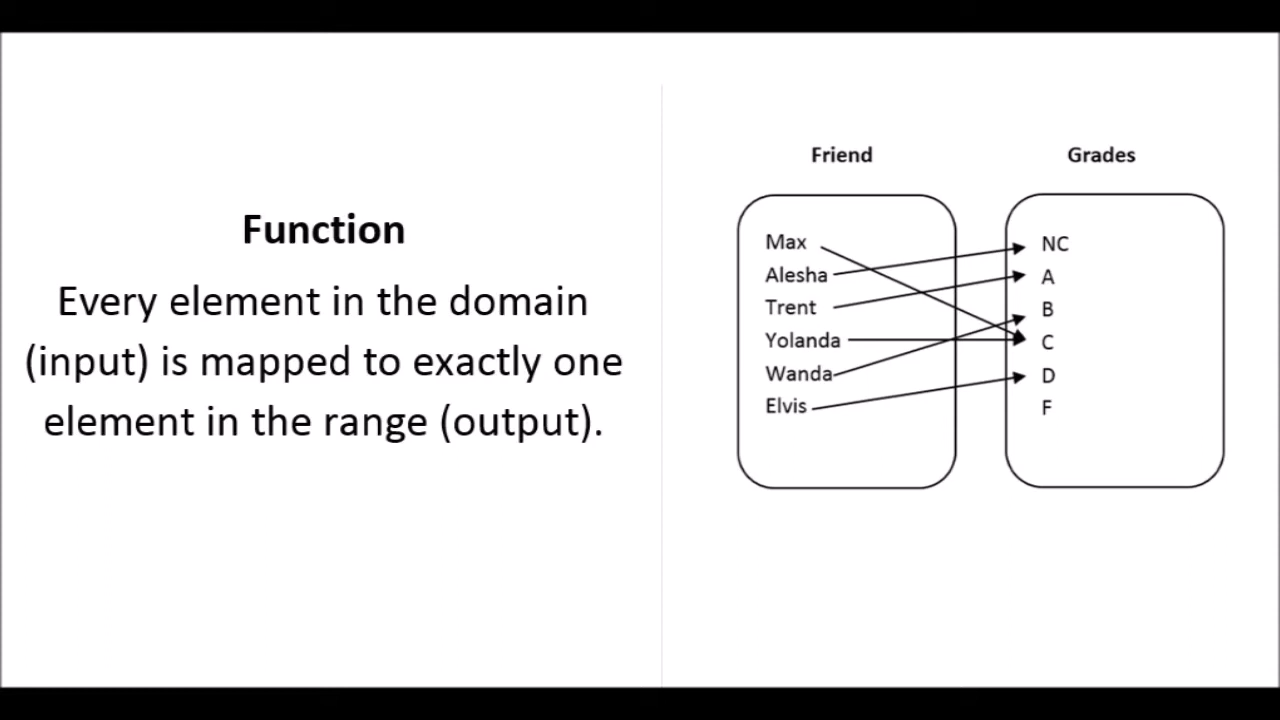 Function
Every element in the domain
(input) is mapped to exactly one
element in the range (output).
Friend
Max
Alesha
Trent
Yolanda
Wanda
Elvis
Grades
NC
A
B
C
D
F